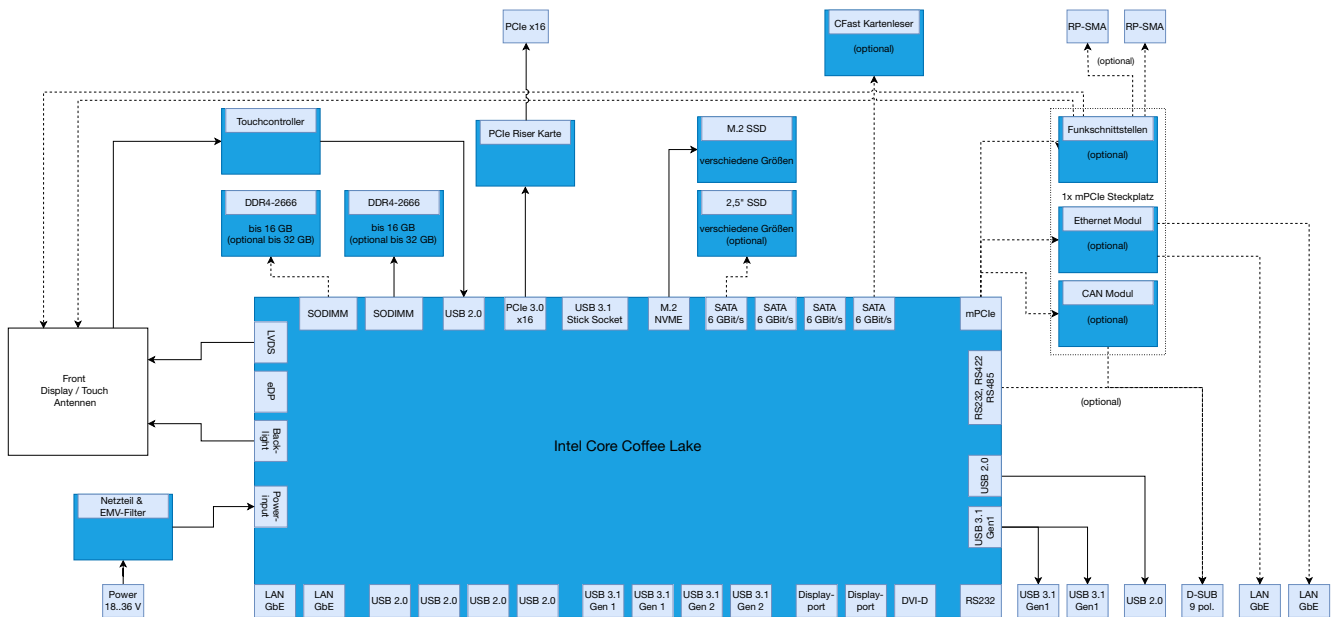 PCIe x16
CFast Kartenleser
(optional)
RP-SMA
RP-SMA
(optional)
Touchcontroller
PCIe Riser Karte
M.2 SSD
verschiedene Größen
Funkschnittstellen
(optional)
1x mPCIe Steckplatz
DDR4-2666
bis 16 GB
(optional bis 32 GB)
DDR4-2666
bis 16 GB
(optional bis 32 GB)
2,5" SSD
verschiedene Größen
(optional)
Ethernet Modul
(optional)
CAN Modul
(optional)
SODIMM
SODIMM
USB 2.0
PCIe 3.0
x16
USB 3.1
Stick Socket
M.2
NVME
SATA
6 GBit/s
SATA
6 GBit/s
SATA
6 GBit/s
SATA
6 GBit/s
mPCIe
Front
Display / Touch
Antennen
LVDS
eDP
Back-
light
Power-
input
Intel Core Coffee Lake
RS232, RS422
RS485
(optional)
USB 2.0
USB 3.1
Gen1
Netzteil &
EMV-Filter
Power
18..36 V
LAN
GbE
LAN
GbE
USB 2.0
USB 2.0
USB 2.0
USB 2.0
USB 3.1
Gen 1
USB 3.1
Gen 1
USB 3.1
Gen 2
USB 3.1
Gen 2
Display-
port
Display-
port
DVI-D
RS232
USB 3.1
Gen1
USB 3.1
Gen1
USB 2.0
D-SUB
9 pol.
LAN
GbE
LAN
GbE